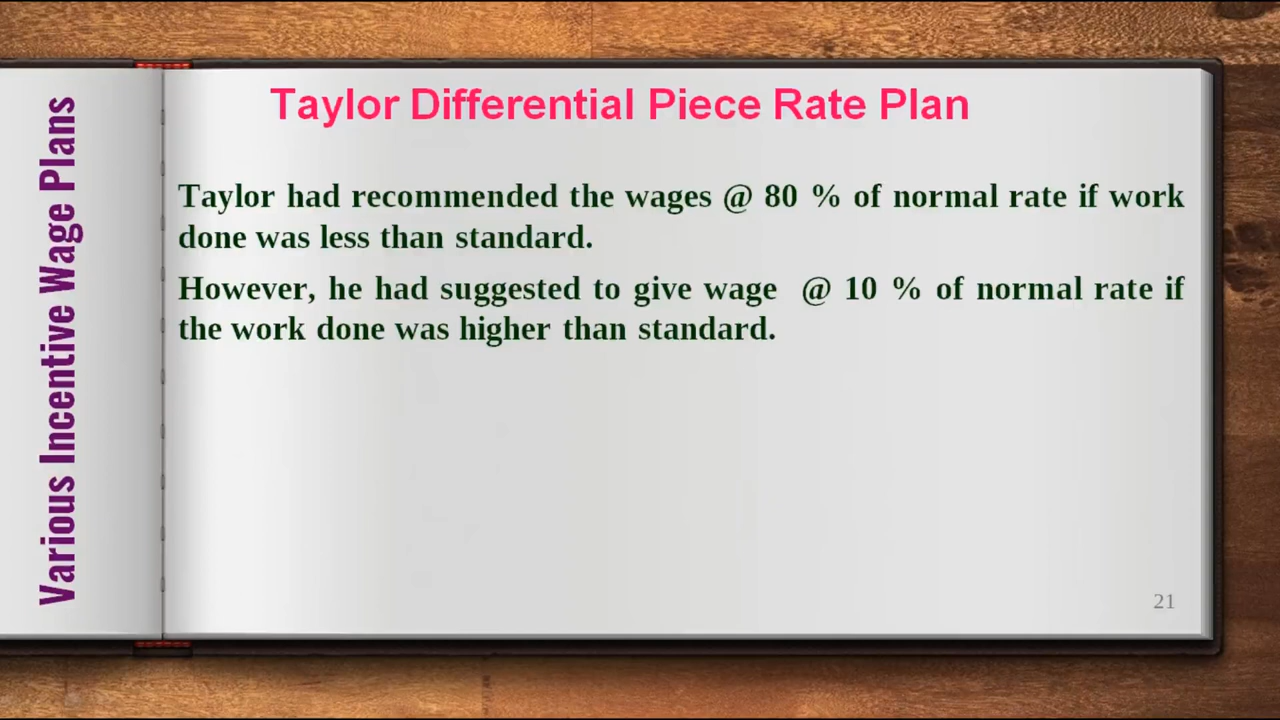 Various Incentive Wage Plans
Taylor Differential Piece Rate Plan
Taylor had recommended the wages @ 80 % of normal rate if work
done was less than standard.
However, he had suggested to give wage @ 10 % of normal rate if
the work done was higher than standard.
21